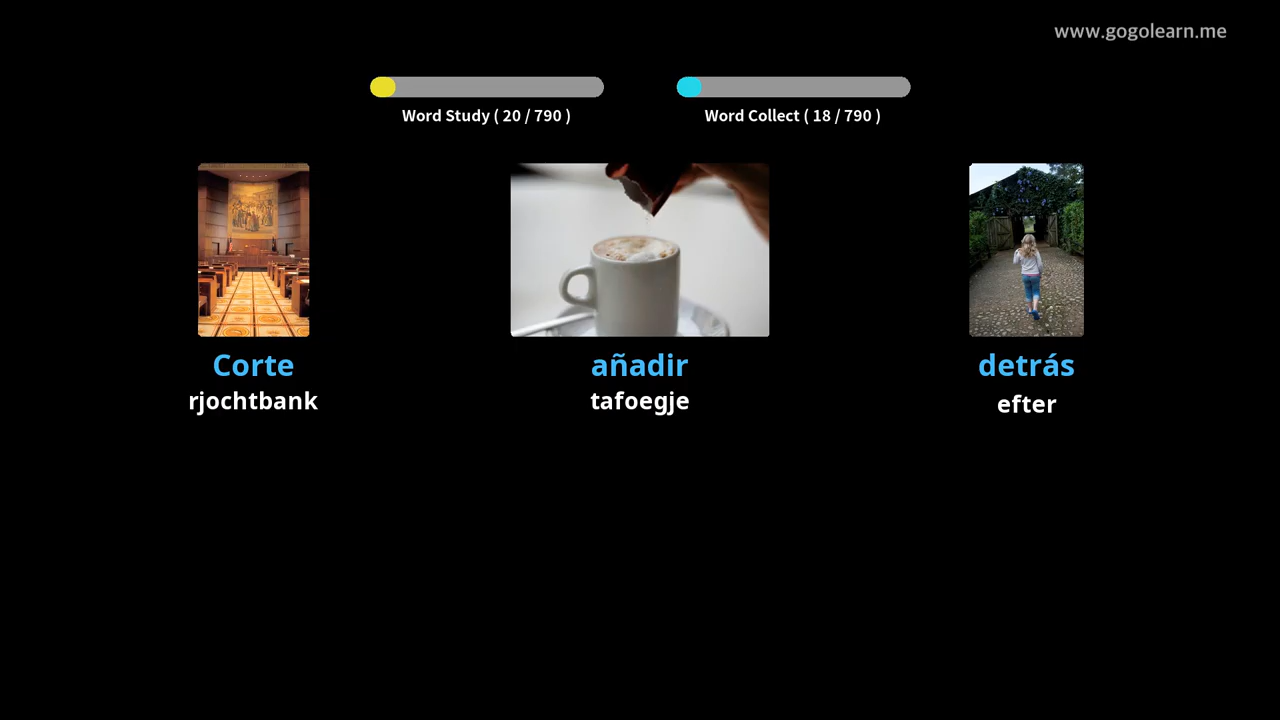 www.gogolearn.me
Word Study ( 20 / 790 )
Word Collect ( 18 / 790 )
Corte
rjochtbank
añadir
tafoegje
detrás
efter